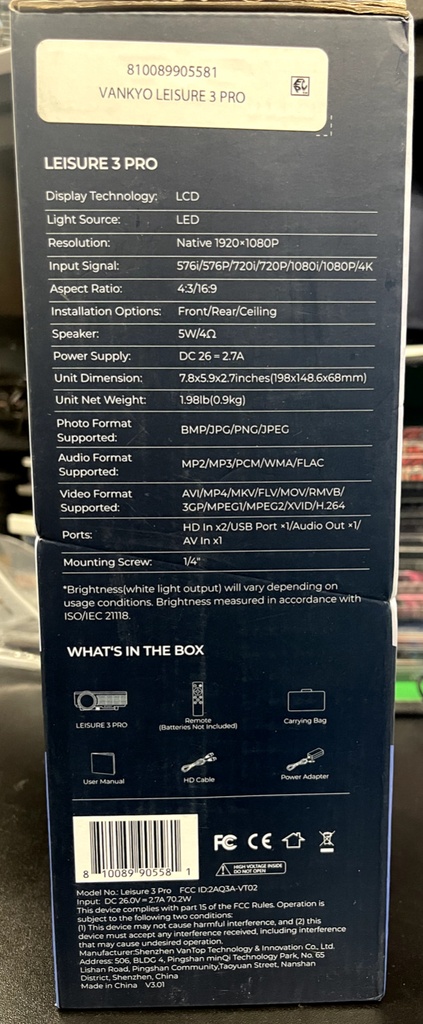 810089905581
VANKYO LEISURE 3 PRO
LEISURE 3 PRO
Display Technology: LCD
Light Source: LED
Resolution: Native 1920×1080P
Input Signal: 576i/576P/720i/720P/1080i/1080P/4K
Aspect Ratio: 4:3/16:9
Installation Options: Front/Rear/Ceiling
Speaker: 5W/4Ω
Power Supply: DC 26⎓2.7A
Unit Dimension: 7.8x5.9x2.7inches(198x148.6x68mm)
Unit Net Weight: 1.98lb(0.9kg)
Photo Format
Supported: BMP/JPG/PNG/JPEG
Audio Format
Supported: MP2/MP3/PCM/WMA/FLAC
Video Format AVI/MP4/MKV/FLV/MOV/RMVB/
Supported: 3GP/MPEG1/MPEG2/XVID/H.264
Ports: HD In x2/USB Port ×1/Audio Out ×1/
AV In x1
Mounting Screw: 1/4"
*Brightness(white light output) will vary depending on
usage conditions. Brightness measured in accordance with
ISO/IEC 21118.
WHAT'S IN THE BOX
LEISURE 3 PRO
Remote
(Batteries Not Included)
Carrying Bag
User Manual
HD Cable
Power Adapter
8 10089 90558 1
FC CE
HIGH VOLTAGE INSIDE
DO NOT OPEN
Model No.: Leisure 3 Pro FCC ID:2AQ3A-VT02
Input: DC 26.0V⎓2.7A 70.2W
This device complies with part 15 of the FCC Rules. Operation is
subject to the following two conditions:
(1) This device may not cause harmful interference, and (2) this
device must accept any interference received, including interference
that may cause undesired operation.
Manufacturer:Shenzhen VanTop Technology & Innovation Co., Ltd.
Address: 506, BLDG 4, Pingshan minQi Technology Park, No. 65
Lishan Road, Pingshan Community,Taoyuan Street, Nanshan
District, Shenzhen, China
Made in China V3.01